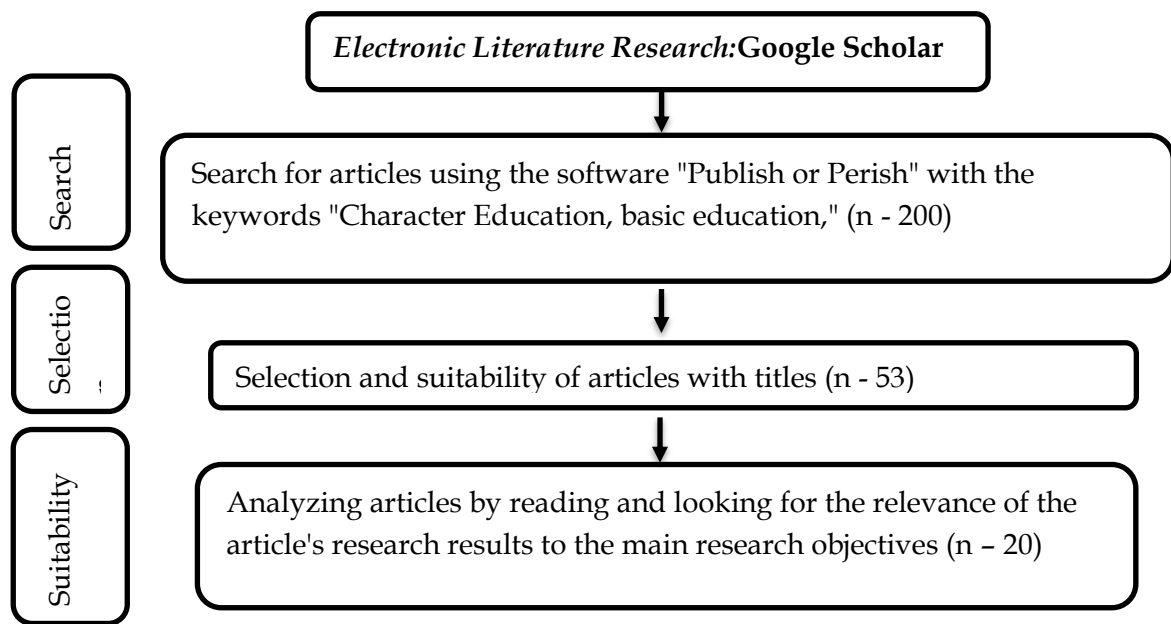 Electronic Literature Research:Google Scholar
Search
Search for articles using the software "Publish or Perish" with the
keywords "Character Education, basic education," (n - 200)
Selectio
Selection and suitability of articles with titles (n - 53)
Suitability
Analyzing articles by reading and looking for the relevance of the
article's research results to the main research objectives (n – 20)